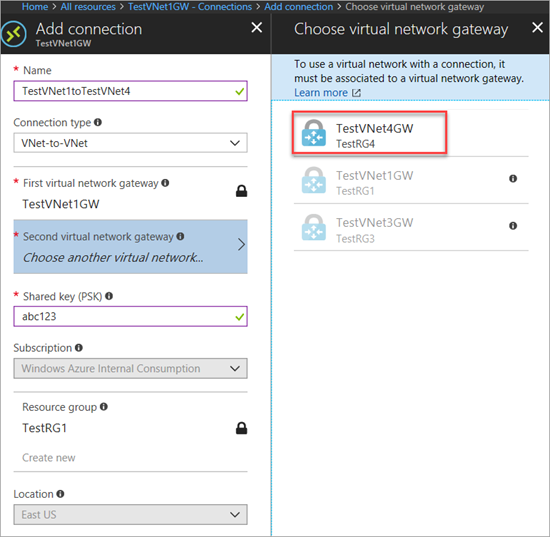 Home > All resources > TestVNet1GW - Connections > Add connection > Choose virtual network gateway
Add connection
TestVNet1GW
* Name
TestVNet1toTestVNet4
Connection type
VNet-to-VNet
* First virtual network gateway
TestVNet1GW
* Second virtual network gateway
Choose another virtual network...
* Shared key (PSK)
abc123
Subscription
Windows Azure Internal Consumption
Resource group
TestRG1
Create new
Location
East US
Choose virtual network gateway
To use a virtual network with a connection, it
must be associated to a virtual network gateway.
Learn more
TestVNet4GW
TestRG4
TestVNet1GW
TestRG1
TestVNet3GW
TestRG3